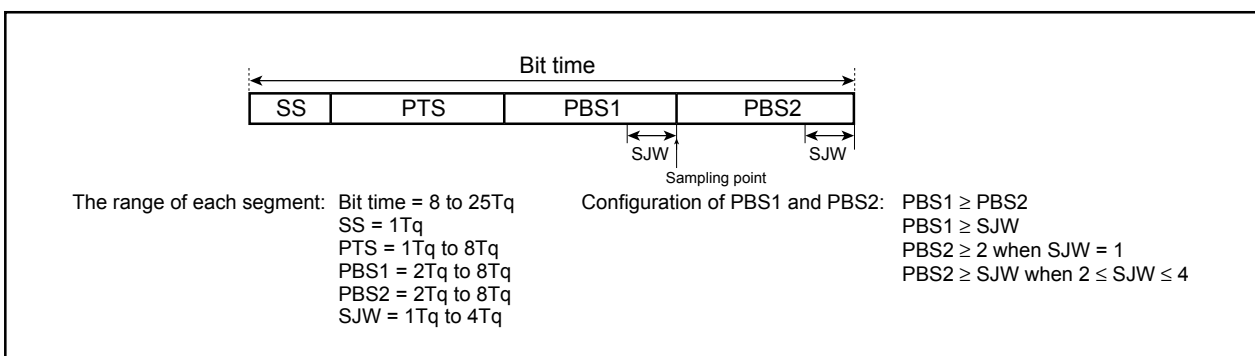 Bit time
SS PTS PBS1 PBS2
SJW SJW
Sampling point
The range of each segment: Bit time = 8 to 25Tq
SS = 1Tq
PTS = 1Tq to 8Tq
PBS1 = 2Tq to 8Tq
PBS2 = 2Tq to 8Tq
SJW = 1Tq to 4Tq
Configuration of PBS1 and PBS2: PBS1 ≥ PBS2
PBS1 ≥ SJW
PBS2 ≥ 2 when SJW = 1
PBS2 ≥ SJW when 2 ≤ SJW ≤ 4